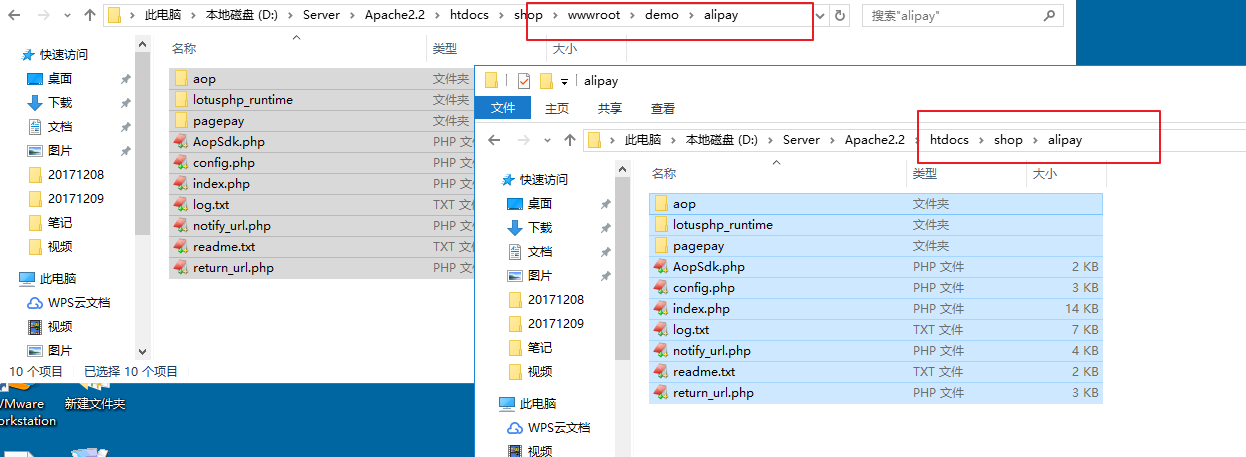 此电脑 › 本地磁盘 (D:) › Server › Apache2.2 › htdocs › shop › wwwroot › demo › alipay
搜索"alipay"
快速访问
桌面
下载
文档
图片
20171208
20171209
笔记
视频
此电脑
WPS云文档
视频
图片
名称 类型 大小
aop 文件夹
lotusphp_runtime 文件夹
pagepay 文件夹
AopSdk.php PHP 文
config.php PHP 文
index.php PHP 文
log.txt TXT 文
notify_url.php PHP 文
readme.txt TXT 文
return_url.php PHP 文
10 个项目 已选择 10 个项目
VMware
orkstation
新建文件夹
alipay
文件 主页 共享 查看
此电脑 › 本地磁盘 (D:) › Server › Apache2.2 › htdocs › shop › alipay
快速访问
桌面
下载
文档
图片
20171208
20171209
笔记
视频
此电脑
WPS云文档
视频
名称 类型 大小
aop 文件夹
lotusphp_runtime 文件夹
pagepay 文件夹
AopSdk.php PHP 文件 2 KB
config.php PHP 文件 3 KB
index.php PHP 文件 14 KB
log.txt TXT 文件 7 KB
notify_url.php PHP 文件 4 KB
readme.txt TXT 文件 2 KB
return_url.php PHP 文件 3 KB